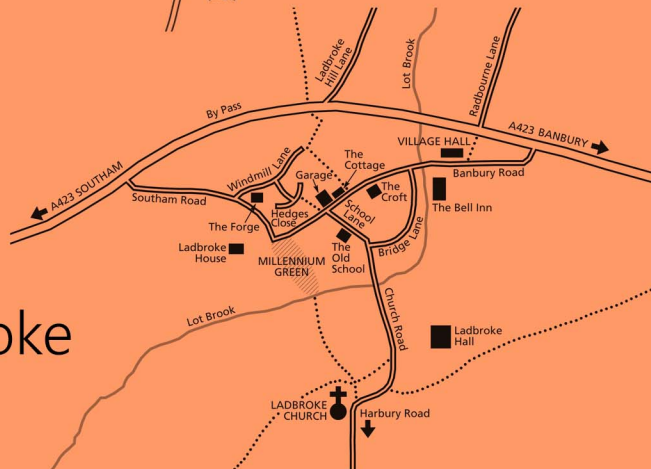 Ladbroke
Hill Lane
Lot Brook
Radbourne Lane
By Pass
A423 BANBURY
VILLAGE HALL
The
Cottage
Windmill Lane
Garage
Banbury Road
A423 SOUTHAM
Southam Road
The
Croft
School
Lane
The Bell Inn
Hedges
Close
The Forge
Bridge Lane
Ladbroke
House
The
Old
School
MILLENNIUM
GREEN
Church Road
Lot Brook
oke
Ladbroke
Hall
LADBROKE
CHURCH
Harbury Road